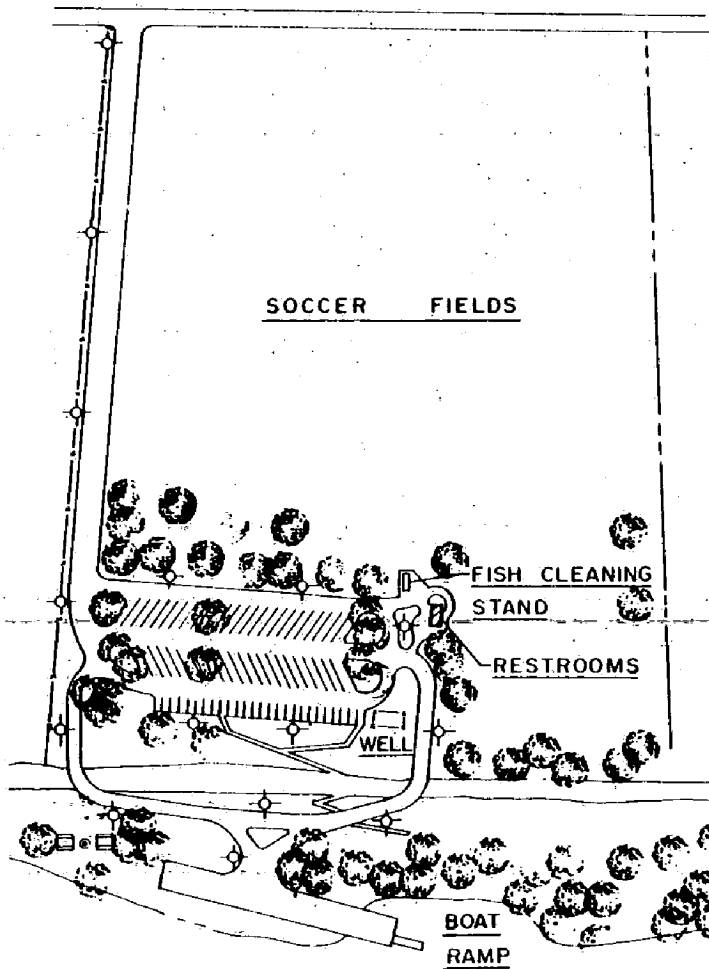 SOCCER FIELDS
FISH CLEANING
STAND
RESTROOMS
WELL
BOAT
RAMP